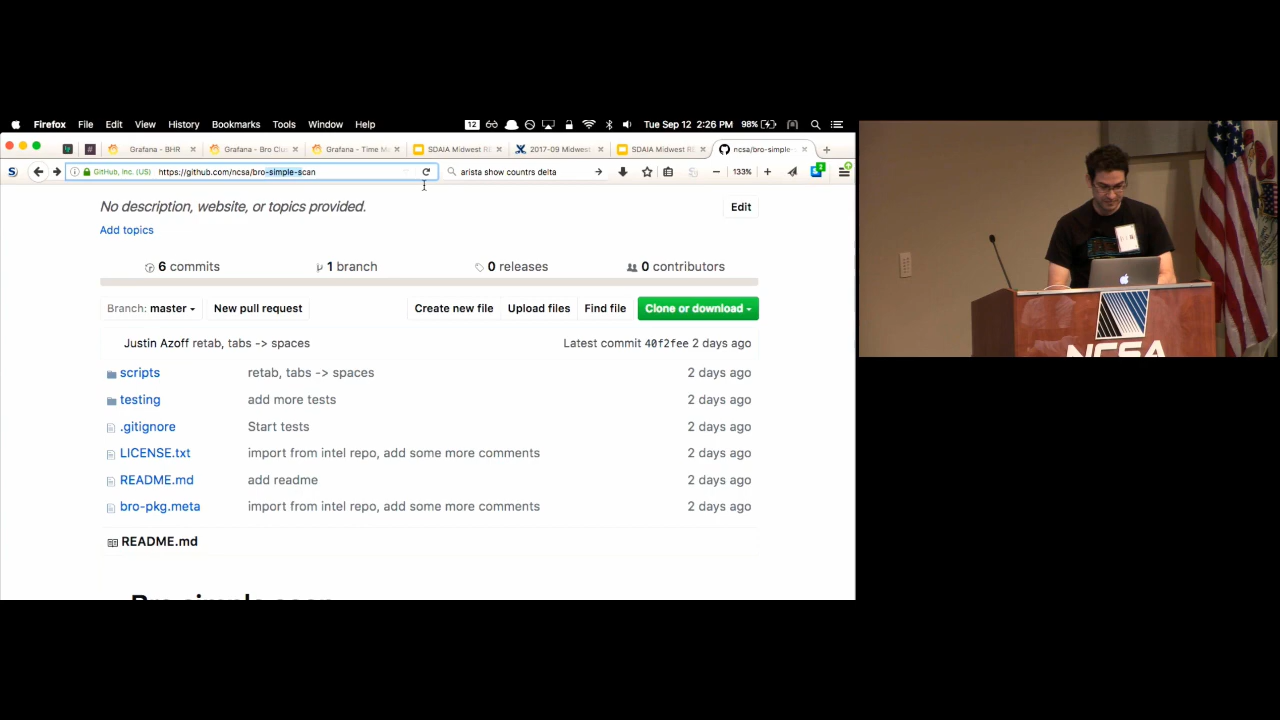 Firefox File Edit View History Bookmarks Tools Window Help 12 Tue Sep 12 2:26 PM 98%
Grafana - BHR Grafana - Bro Clu Grafana - Time M SDAIA Midwest RE 2017-09 Midwest SDAIA Midwest RE ncsa/bro-simple-
GitHub, Inc. (US) https://github.com/ncsa/bro-simple-scan arista show countrs delta 133%
No description, website, or topics provided. Edit
Add topics
6 commits 1 branch 0 releases 0 contributors
Branch: master New pull request Create new file Upload files Find file Clone or download
Justin Azoff retab, tabs -> spaces Latest commit 40f2fee 2 days ago
scripts retab, tabs -> spaces 2 days ago
testing add more tests 2 days ago
.gitignore Start tests 2 days ago
LICENSE.txt import from intel repo, add some more comments 2 days ago
README.md add readme 2 days ago
bro-pkg.meta import from intel repo, add some more comments 2 days ago
README.md
Bro simple scan
NCSA